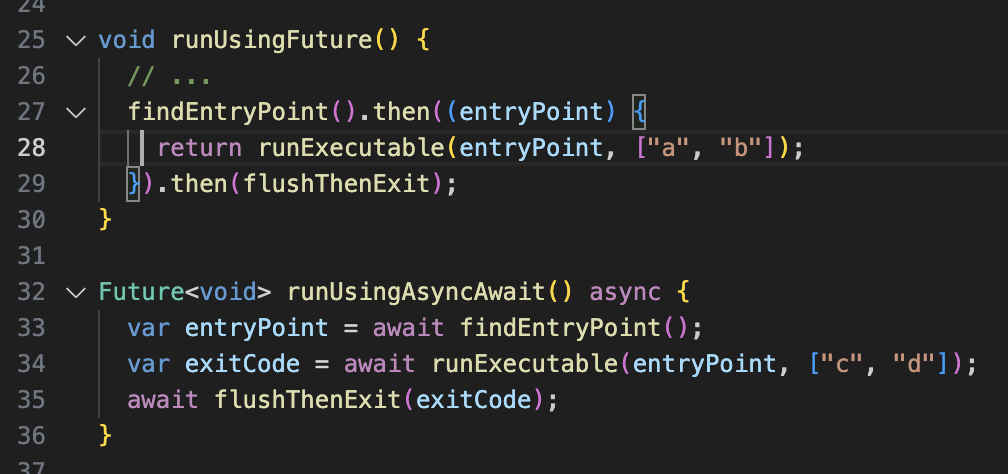 24
25 void runUsingFuture() {
26 // ...
27 findEntryPoint().then((entryPoint) {
28 return runExecutable(entryPoint, ["a", "b"]);
29 }).then(flushThenExit);
30 }
31
32 Future<void> runUsingAsyncAwait() async {
33 var entryPoint = await findEntryPoint();
34 var exitCode = await runExecutable(entryPoint, ["c", "d"]);
35 await flushThenExit(exitCode);
36 }
37